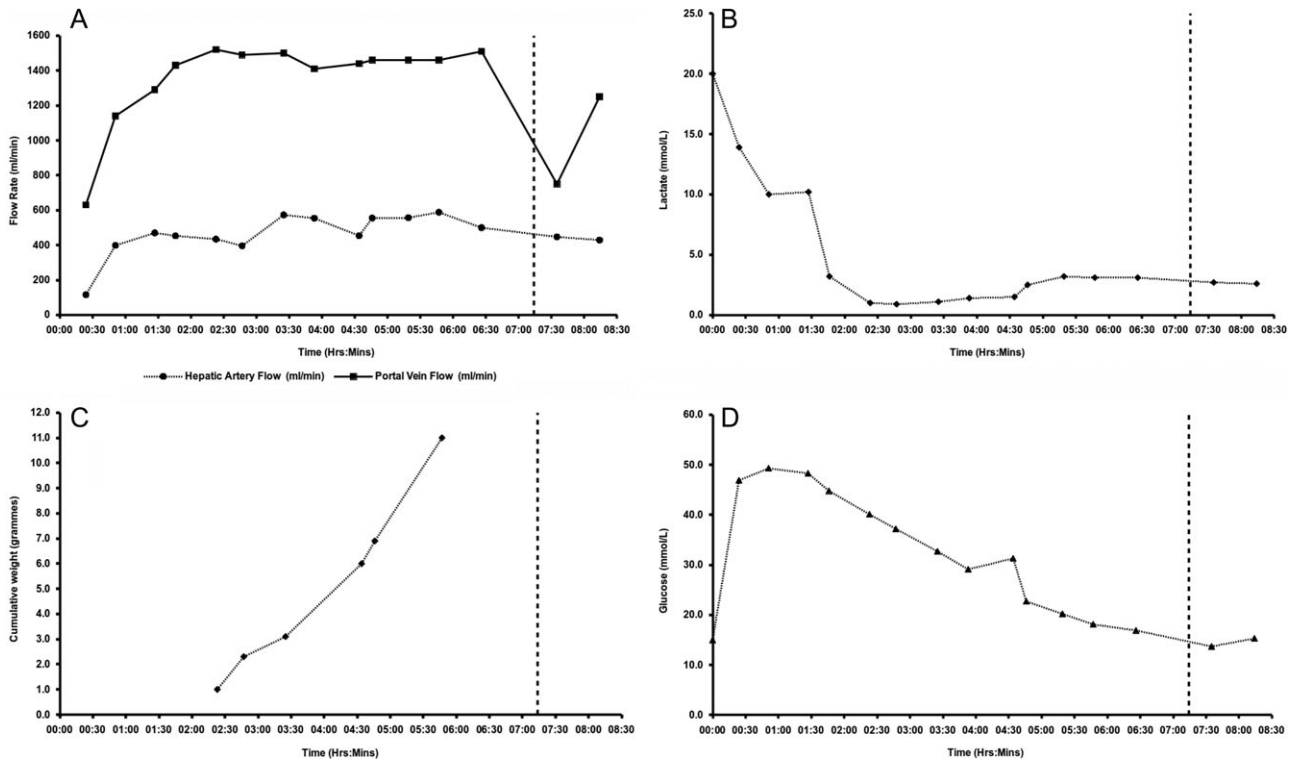 A
1600
1400
1200
1000
800
600
400
200
0
Flow Rate (ml/min)
00:00 00:30 01:00 01:30 02:00 02:30 03:00 03:30 04:00 04:30 05:00 05:30 06:00 06:30 07:00 07:30 08:00 08:30
Time (Hrs:Mins)
Hepatic Artery Flow (ml/min) Portal Vein Flow (ml/min)
B
25.0
20.0
15.0
10.0
5.0
0.0
Lactate (mmol/L)
00:00 00:30 01:00 01:30 02:00 02:30 03:00 03:30 04:00 04:30 05:00 05:30 06:00 06:30 07:00 07:30 08:00 08:30
Time (Hrs:Mins)
C
12.0
11.0
10.0
9.0
8.0
7.0
6.0
5.0
4.0
3.0
2.0
1.0
0.0
Cumulative weight (grammes)
00:00 00:30 01:00 01:30 02:00 02:30 03:00 03:30 04:00 04:30 05:00 05:30 06:00 06:30 07:00 07:30 08:00 08:30
Time (Hrs:Mins)
D
60.0
50.0
40.0
30.0
20.0
10.0
0.0
Glucose (mmol/L)
00:00 00:30 01:00 01:30 02:00 02:30 03:00 03:30 04:00 04:30 05:00 05:30 06:00 06:30 07:00 07:30 08:00 08:30
Time (Hrs:Mins)